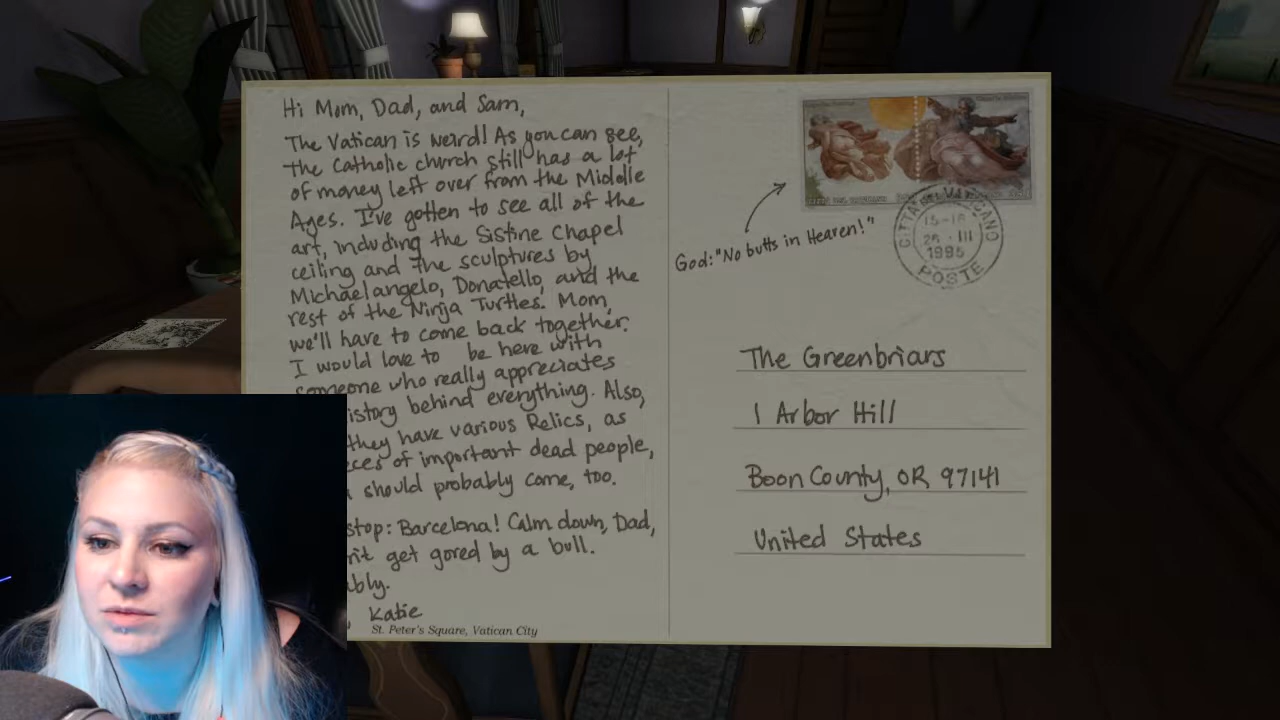 Hi Mom, Dad, and Sam,
The Vatican is weird! As you can see,
the Catholic church still has a lot
of money left over from the Middle
Ages. I've gotten to see all of the
art, including the Sistine Chapel
ceiling and the sculptures by
Michaelangelo, Donatello, and the
rest of the Ninja Turtles. Mom,
we'll have to come back together.
I would love to be here with
someone who really appreciates
istory behind everything. Also,
they have various Relics, as
eces of important dead people,
should probably come, too.
stop: Barcelona! Calm down, Dad,
n't get gored by a bull.
ably.
Katie
St. Peter's Square, Vatican City
God: "No butts in Heaven!"
CITTA DEL VATICANO
26 · III
1995
POSTE
The Greenbriars
1 Arbor Hill
Boon County, OR 97141
United States